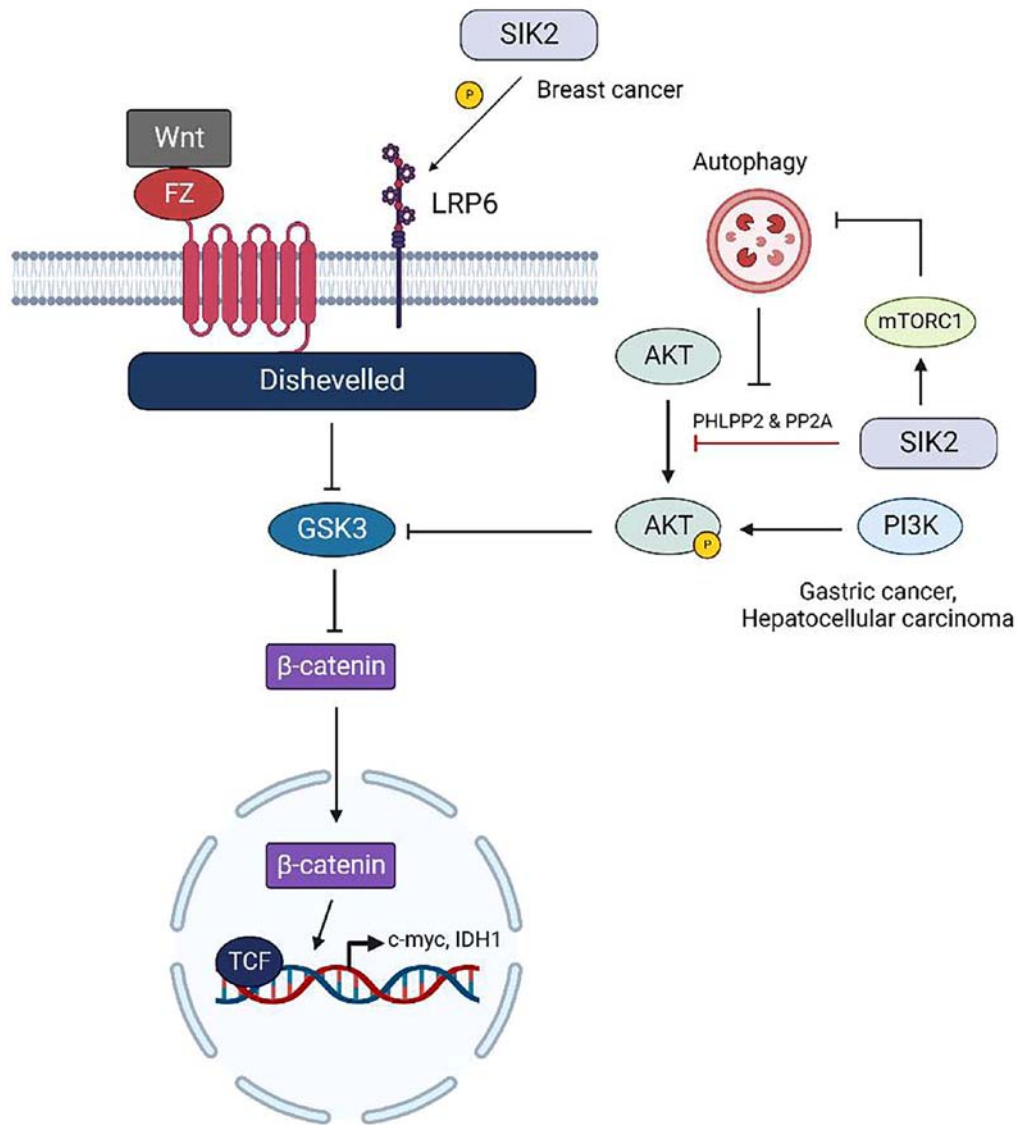 SIK2
P
Breast cancer
Wnt
FZ
LRP6
Autophagy
mTORC1
AKT
Dishevelled
PHLPP2 & PP2A
SIK2
GSK3
AKT
P
PI3K
Gastric cancer,
Hepatocellular carcinoma
β-catenin
β-catenin
c-myc, IDH1
TCF